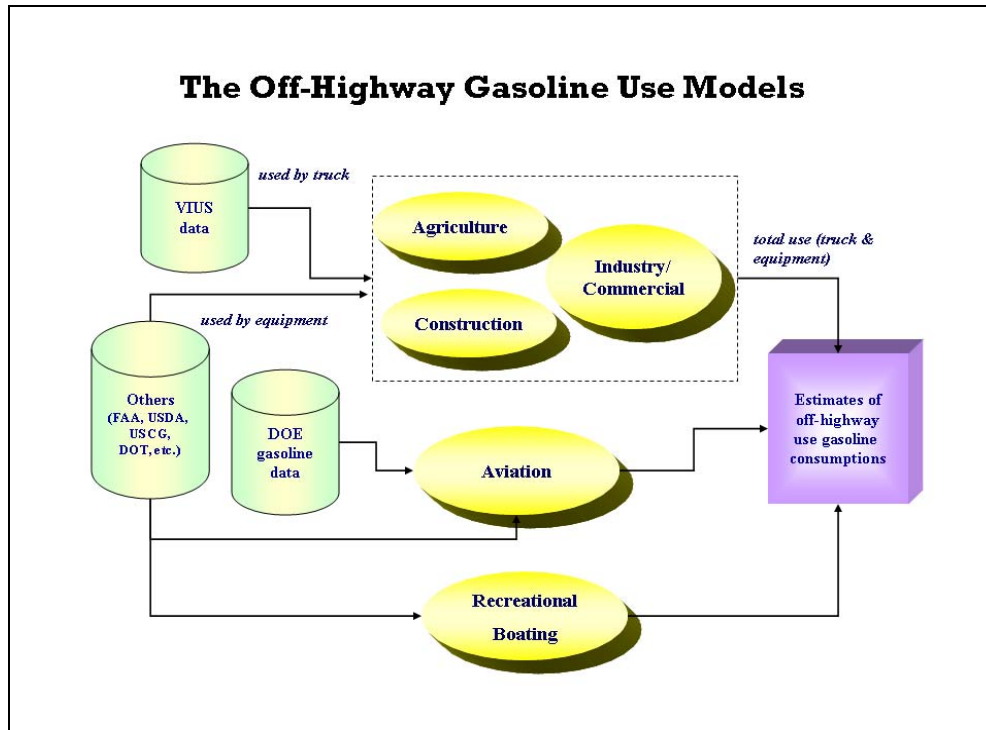 The Off-Highway Gasoline Use Models
used by truck
VIUS
data
Agriculture
Industry/
Commercial
Construction
total use (truck &
equipment)
used by equipment
Others
(FAA, USDA,
USCG,
DOT, etc.)
DOE
gasoline
data
Aviation
Estimates of
off-highway
use gasoline
consumptions
Recreational
Boating